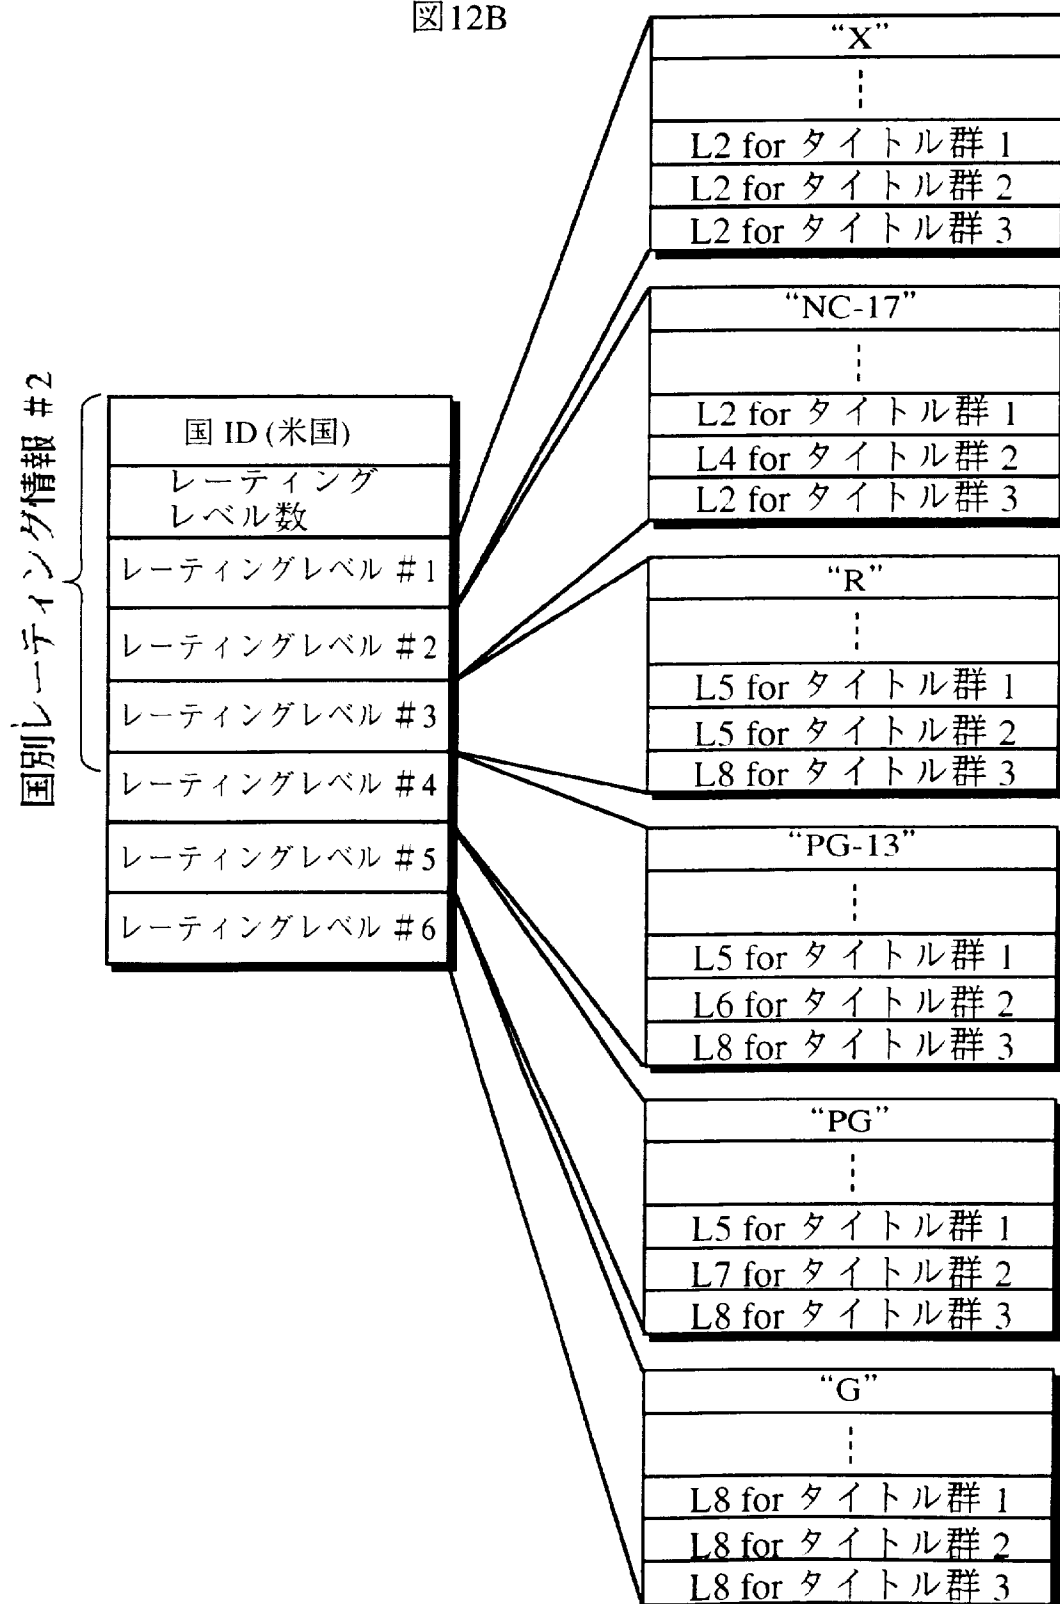 図12B
国別レーティング情報 #2
国 ID (米国)
レーティング
レベル数
レーティングレベル #1
レーティングレベル #2
レーティングレベル #3
レーティングレベル #4
レーティングレベル #5
レーティングレベル #6
“X”
L2 for タイトル群 1
L2 for タイトル群 2
L2 for タイトル群 3
“NC-17”
L2 for タイトル群 1
L4 for タイトル群 2
L2 for タイトル群 3
“R”
L5 for タイトル群 1
L5 for タイトル群 2
L8 for タイトル群 3
“PG-13”
L5 for タイトル群 1
L6 for タイトル群 2
L8 for タイトル群 3
“PG”
L5 for タイトル群 1
L7 for タイトル群 2
L8 for タイトル群 3
“G”
L8 for タイトル群 1
L8 for タイトル群 2
L8 for タイトル群 3